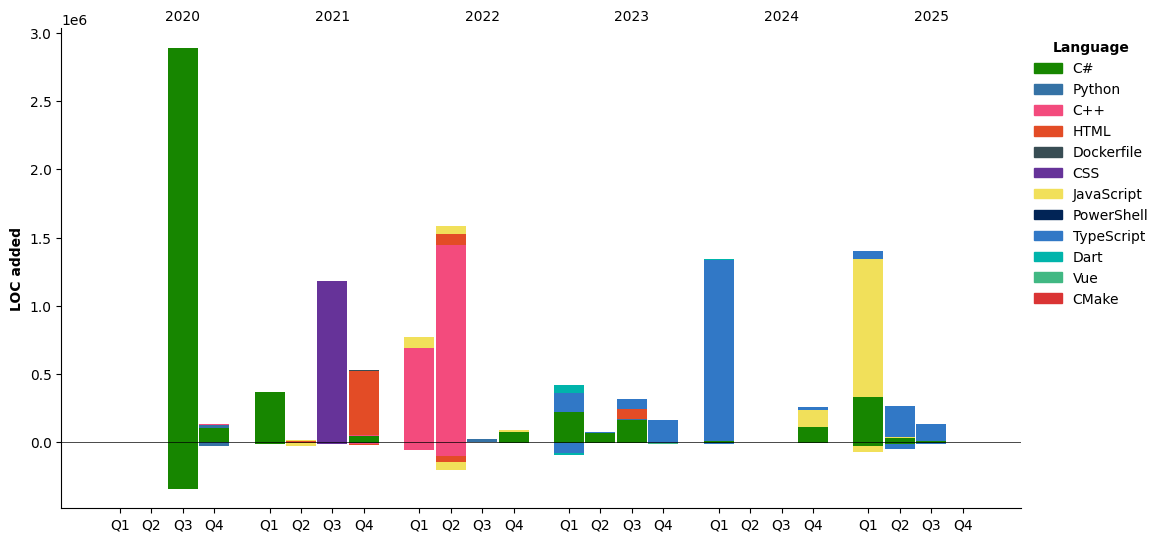 1e6
2020 2021 2022 2023 2024 2025
3.0
2.5
2.0
1.5
1.0
0.5
0.0
LOC added
Q1 Q2 Q3 Q4 Q1 Q2 Q3 Q4 Q1 Q2 Q3 Q4 Q1 Q2 Q3 Q4 Q1 Q2 Q3 Q4 Q1 Q2 Q3 Q4
Language
C#
Python
C++
HTML
Dockerfile
CSS
JavaScript
PowerShell
TypeScript
Dart
Vue
CMake